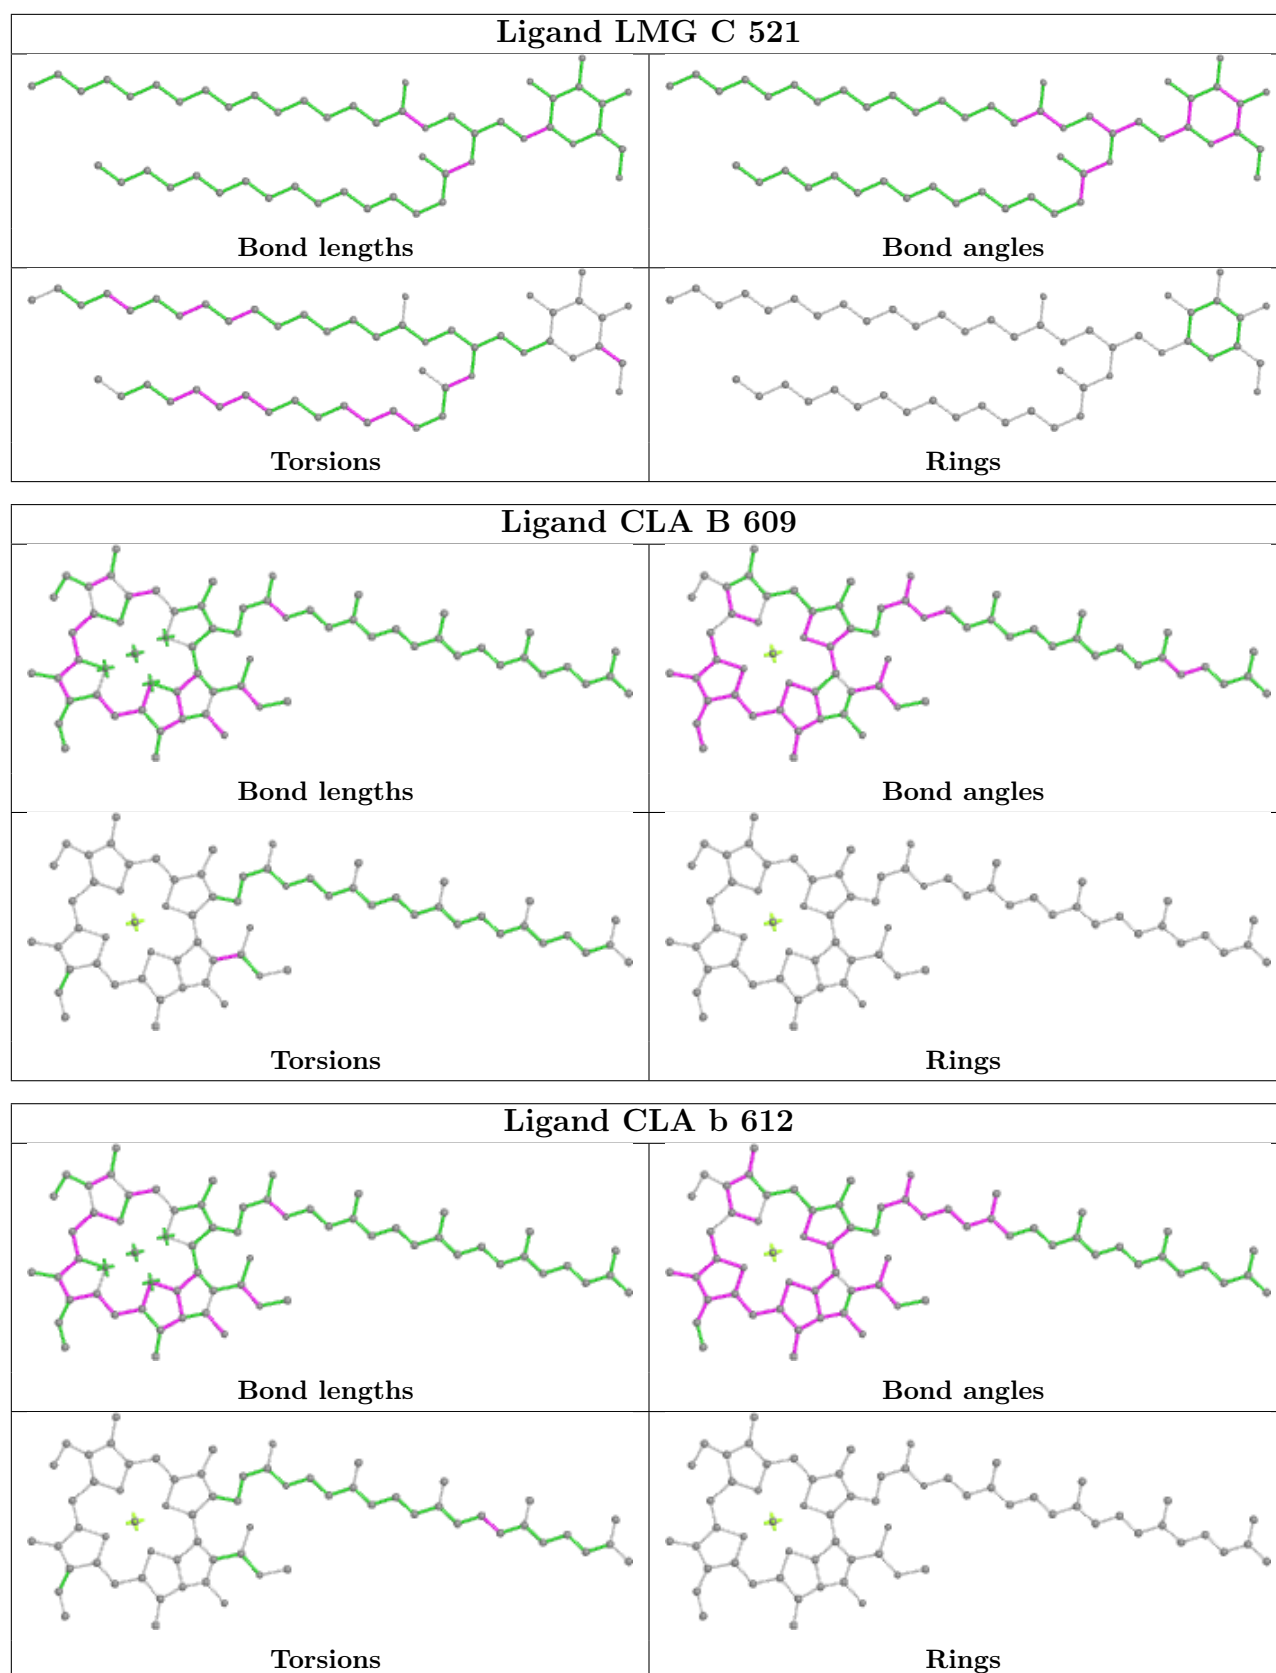 Ligand LMG C 521
Bond lengths
Bond angles
Torsions
Rings
Ligand CLA B 609
Bond lengths
Bond angles
Torsions
Rings
Ligand CLA b 612
Bond lengths
Bond angles
Torsions
Rings